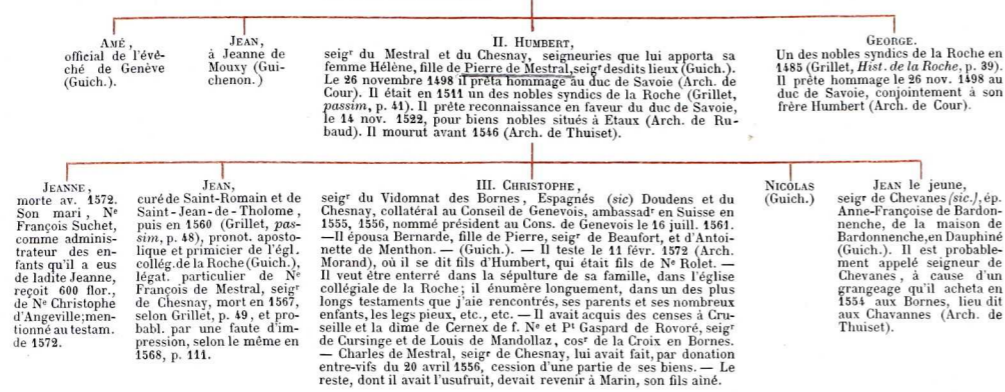 AMÉ,
official de l'évê-
ché de Genève
(Guich.).
JEAN,
à Jeanne de
Mouxy (Gui-
chenon.)
II. HUMBERT,
seigr du Mestral et du Chesnay, seigneuries que lui apporta sa
femme Hélène, fille de Pierre de Mestral, seigr desdits lieux (Guich.).
Le 26 novembre 1498 il prêta hommage au duc de Savoie (Arch. de
Cour). Il était en 1511 un des nobles syndics de la Roche (Grillet,
passim, p. 41). Il prête reconnaissance en faveur du duc de Savoie,
le 14 nov. 1522, pour biens nobles situés à Etaux (Arch. de Ru-
baud). Il mourut avant 1546 (Arch. de Thuiset).
GEORGE.
Un des nobles syndics de la Roche en
1485 (Grillet, Hist. de la Roche, p. 39).
Il prête hommage le 26 nov. 1498 au
duc de Savoie, conjointement à son
frère Humbert (Arch. de Cour).
JEANNE,
morte av. 1572.
Son mari, Ne
François Suchet,
comme adminis-
trateur des en-
fants qu'il a eus
de ladite Jeanne,
reçoit 600 flor.,
de Ne Christophe
d'Angeville; men-
tionné au testam.
de 1572.
JEAN,
curé de Saint-Romain et de
Saint-Jean-de-Tholome,
puis en 1560 (Grillet, pas-
sim, p. 48), pronot. aposto-
lique et primicier de l'égl.
collég. de la Roche (Guich.),
légat. particulier de Ne
François de Mestral, seigr
de Chesnay, mort en 1567,
selon Grillet, p. 49, et pro-
babl. par une faute d'im-
pression, selon le même en
1568, p. 111.
III. CHRISTOPHE,
seigr du Vidomnat des Bornes, Espagnés (sic) Doudens et du
Chesnay, collatéral au Conseil de Genevois, ambassadr en Suisse en
1555, 1556, nommé président au Cons. de Genevois le 16 juill. 1561.
—Il épousa Bernarde, fille de Pierre, seigr de Beaufort, et d'Antoi-
nette de Menthon. — (Guich.). — Il teste le 11 févr. 1572 (Arch.
Morand), où il se dit fils d'Humbert, qui était fils de Ne Rolet. —
Il veut être enterré dans la sépulture de sa famille, dans l'église
collégiale de la Roche; il énumère longuement, dans un des plus
longs testaments que j'aie rencontrés, ses parents et ses nombreux
enfants, les legs pieux, etc., etc. — Il avait acquis des censes à Cru-
seille et la dîme de Cernex de f. Ne et Pt Gaspard de Rovoré, seigr
de Cursinge et de Louis de Mandollaz, cosr de la Croix en Bornes.
— Charles de Mestral, seigr de Chesnay, lui avait fait, par donation
entre-vifs du 20 avril 1556, cession d'une partie de ses biens. — Le
reste, dont il avait l'usufruit, devait revenir à Marin, son fils aîné.
NICOLAS
(Guich.)
JEAN le jeune,
seigr de Chevanes (sic.), ép.
Anne-Françoise de Bardon-
nenche, de la maison de
Bardonnenche, en Dauphiné
(Guich.). Il est probable-
ment appelé seigneur de
Chevanes, à cause d'un
grangeage qu'il acheta en
1554 aux Bornes, lieu dit
aux Chavannes (Arch. de
Thuiset).